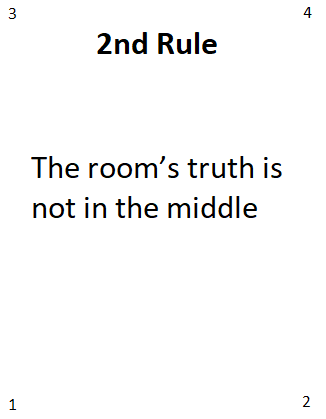 3 4
2nd Rule
The room’s truth is
not in the middle
1 2